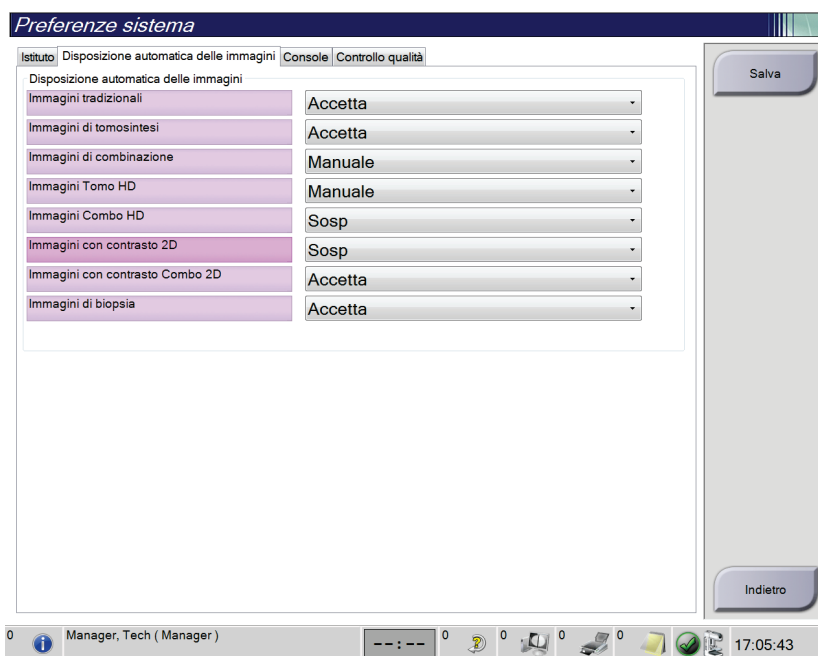 Preferenze sistema
Istituto Disposizione automatica delle immagini Console Controllo qualità
Salva
Disposizione automatica delle immagini
Immagini tradizionali Accetta
Immagini di tomosintesi Accetta
Immagini di combinazione Manuale
Immagini Tomo HD Manuale
Immagini Combo HD Sosp
Immagini con contrasto 2D Sosp
Immagini con contrasto Combo 2D Accetta
Immagini di biopsia Accetta
Indietro
0 Manager, Tech ( Manager ) --:-- 0 0 0 0 17:05:43